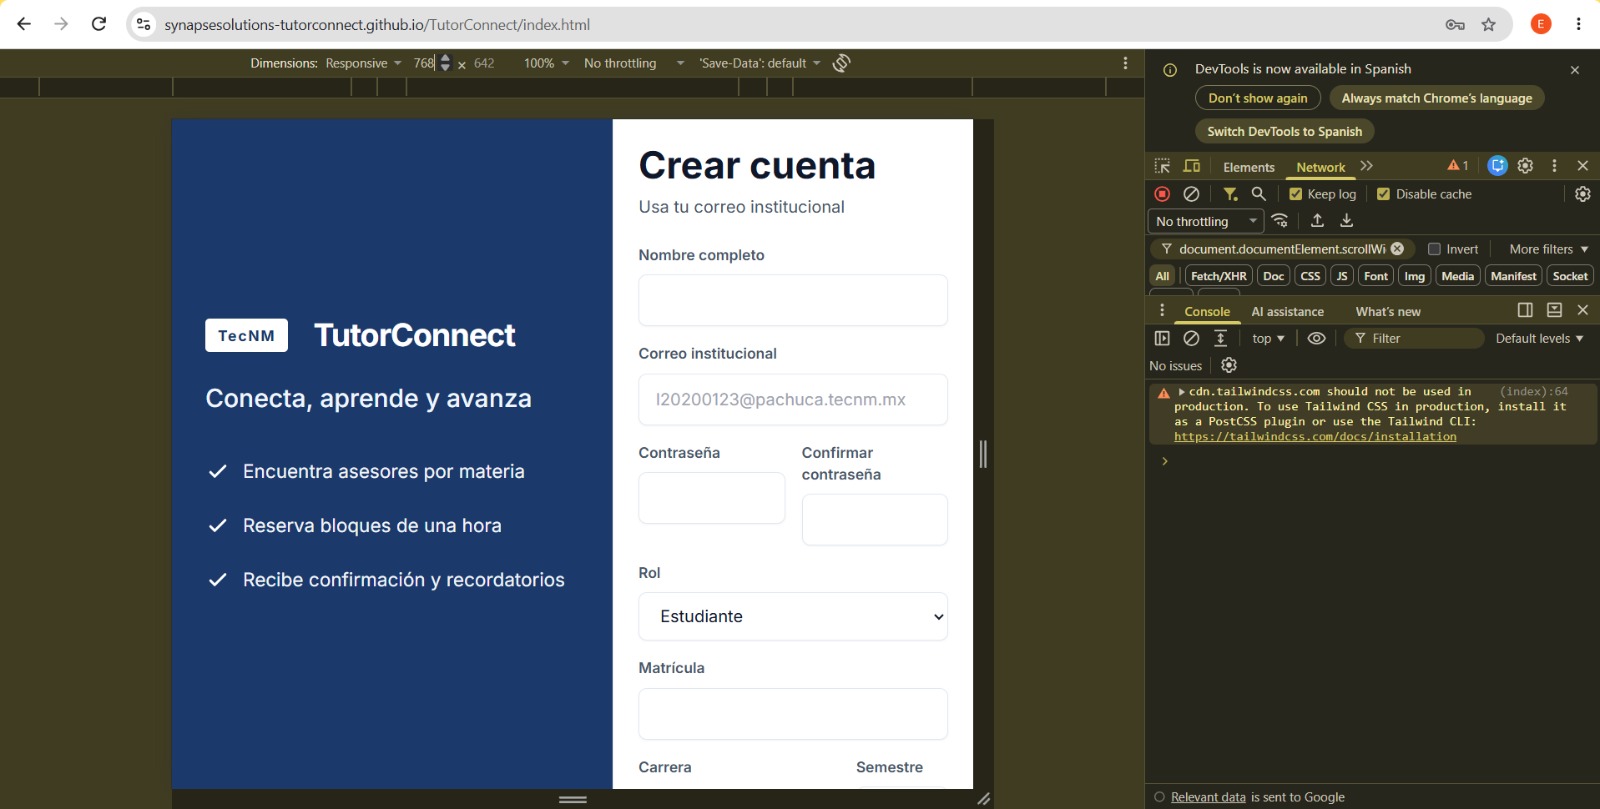 synapsesolutions-tutorconnect.github.io/TutorConnect/index.html
E
Dimensions: Responsive 768 x 642 100% No throttling 'Save-Data': default
TecNM TutorConnect
Conecta, aprende y avanza
Encuentra asesores por materia
Reserva bloques de una hora
Recibe confirmación y recordatorios
Crear cuenta
Usa tu correo institucional
Nombre completo
Correo institucional
l20200123@pachuca.tecnm.mx
Contraseña
Confirmar
contraseña
Rol
Estudiante
Matrícula
Carrera Semestre
DevTools is now available in Spanish
Don't show again Always match Chrome's language
Switch DevTools to Spanish
Elements Network 1
Keep log Disable cache
No throttling
document.documentElement.scrollWi Invert More filters
All Fetch/XHR Doc CSS JS Font Img Media Manifest Socket
Console AI assistance What's new
top Filter Default levels
No issues
cdn.tailwindcss.com should not be used in (index):64
production. To use Tailwind CSS in production, install it
as a PostCSS plugin or use the Tailwind CLI:
https://tailwindcss.com/docs/installation
Relevant data is sent to Google